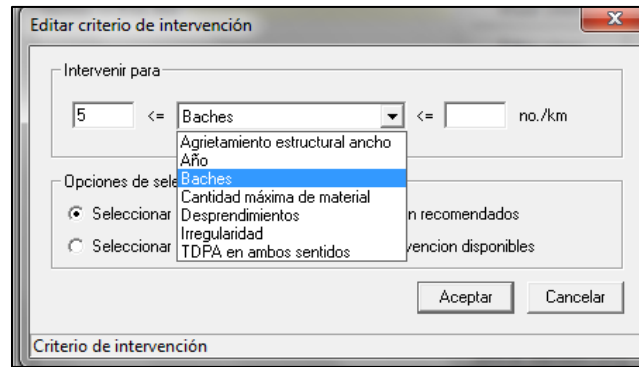 Editar criterio de intervención
x
Intervenir para
5 <= Baches <= no./km
Agrietamiento estructural ancho
Año
Baches
Opciones de sele
Cantidad máxima de material
Seleccionar Desprendimientos n recomendados
Irregularidad
Seleccionar TDPA en ambos sentidos vencion disponibles
Aceptar Cancelar
Criterio de intervención